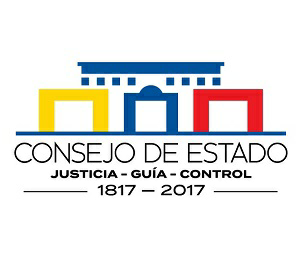 CONSEJO DE ESTADO
JUSTICIA - GUÍA - CONTROL
1817 — 2017